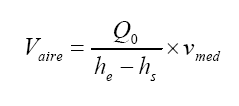 V_aire = Q_0 / (h_e - h_s) × v_med